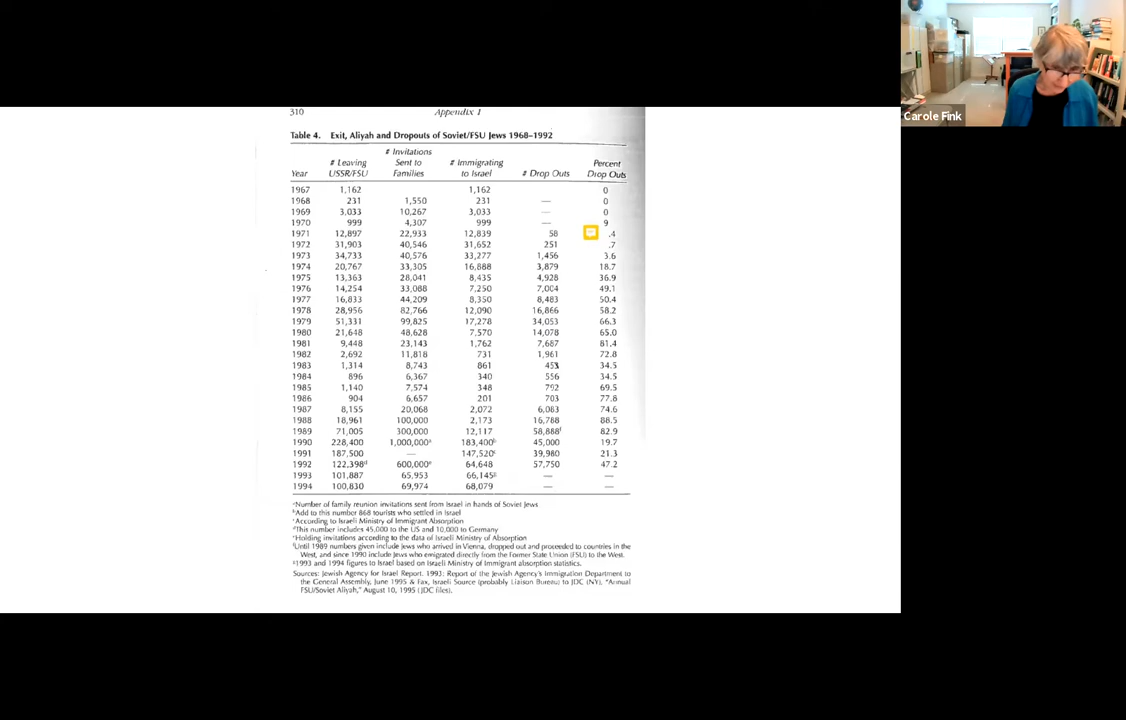 310 Appendix 1
Table 4. Exit, Aliyah and Dropouts of Soviet/FSU Jews 1968–1992
# Invitations
# Leaving Sent to # Immigrating Percent
Year USSR/FSU Families to Israel # Drop Outs Drop Outs
1967 1,162 1,162 0
1968 231 1,550 231 — 0
1969 3,033 10,267 3,033 — 0
1970 999 4,307 999 — 9
1971 12,897 22,933 12,839 58 .4
1972 31,903 40,546 31,652 251 .7
1973 34,733 40,576 33,277 1,456 3.6
1974 20,767 33,305 16,888 3,879 18.7
1975 13,363 28,041 8,435 4,928 36.9
1976 14,254 33,088 7,250 7,004 49.1
1977 16,833 44,209 8,350 8,483 50.4
1978 28,956 82,766 12,090 16,866 58.2
1979 51,331 99,825 17,278 34,053 66.3
1980 21,648 48,628 7,570 14,078 65.0
1981 9,448 23,143 1,762 7,687 81.4
1982 2,692 11,818 731 1,961 72.8
1983 1,314 8,743 861 453 34.5
1984 896 6,367 340 556 34.5
1985 1,140 7,574 348 792 69.5
1986 904 6,657 201 703 77.8
1987 8,155 20,068 2,072 6,083 74.6
1988 18,961 100,000 2,173 16,788 88.5
1989 71,005 300,000 12,117 58,888f 82.9
1990 228,400 1,000,000a 183,400b 45,000 19.7
1991 187,500 — 147,520c 39,980 21.3
1992 122,398d 600,000e 64,648 57,750 47.2
1993 101,887 65,953 66,145g — —
1994 100,830 69,974 68,079 — —
aNumber of family reunion invitations sent from Israel in hands of Soviet Jews
bAdd to this number 868 tourists who settled in Israel
cAccording to Israeli Ministry of Immigrant Absorption
dThis number includes 45,000 to the US and 10,000 to Germany
eHolding invitations according to the data of Israeli Ministry of Absorption
fUntil 1989 numbers given include Jews who arrived in Vienna, dropped out and proceeded to countries in the
West, and since 1990 include Jews who emigrated directly from the Former State Union (FSU) to the West.
g1993 and 1994 figures to Israel based on Israeli Ministry of Immigrant absorption statistics.
Sources: Jewish Agency for Israel Report. 1993: Report of the Jewish Agency's Immigration Department to
the General Assembly, June 1995 & Fax, Israeli Source (probably Liaison Bureau) to JDC (NY), "Annual
FSU/Soviet Aliyah," August 10, 1995 (JDC files).
Carole Fink